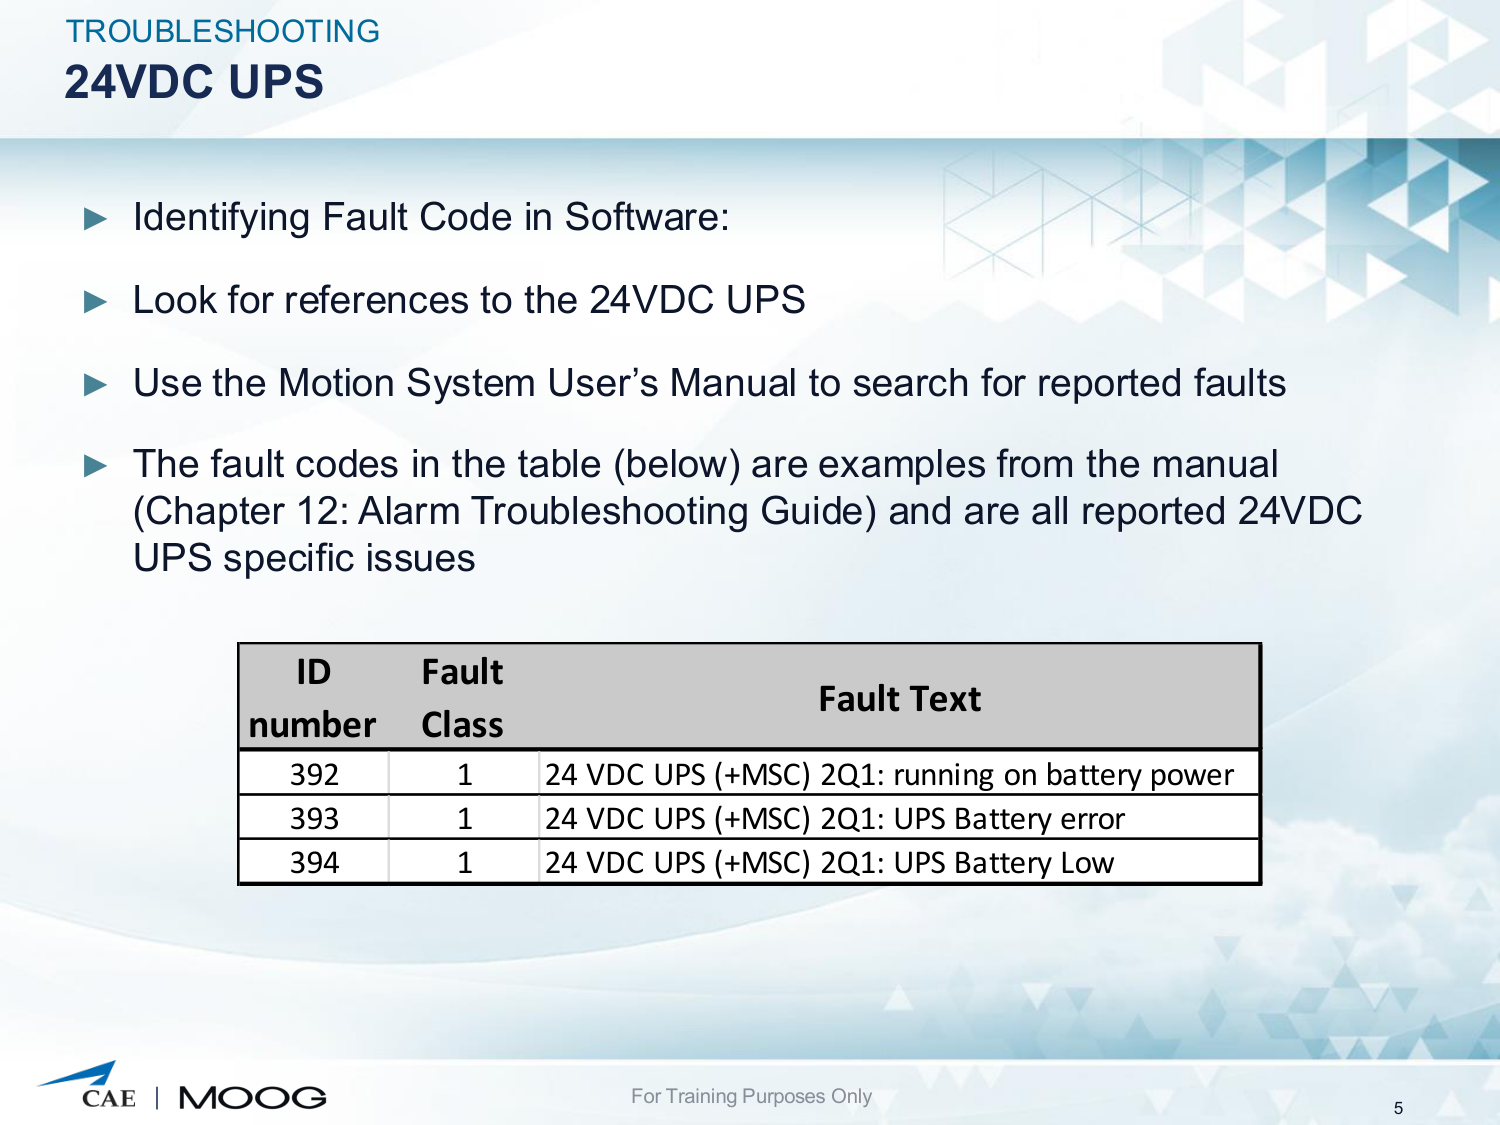 TROUBLESHOOTING
24VDC UPS
► Identifying Fault Code in Software:
► Look for references to the 24VDC UPS
► Use the Motion System User’s Manual to search for reported faults
► The fault codes in the table (below) are examples from the manual
(Chapter 12: Alarm Troubleshooting Guide) and are all reported 24VDC
UPS specific issues
ID number Fault Class Fault Text
392 1 24 VDC UPS (+MSC) 2Q1: running on battery power
393 1 24 VDC UPS (+MSC) 2Q1: UPS Battery error
394 1 24 VDC UPS (+MSC) 2Q1: UPS Battery Low
CAE | MOOG
For Training Purposes Only
5